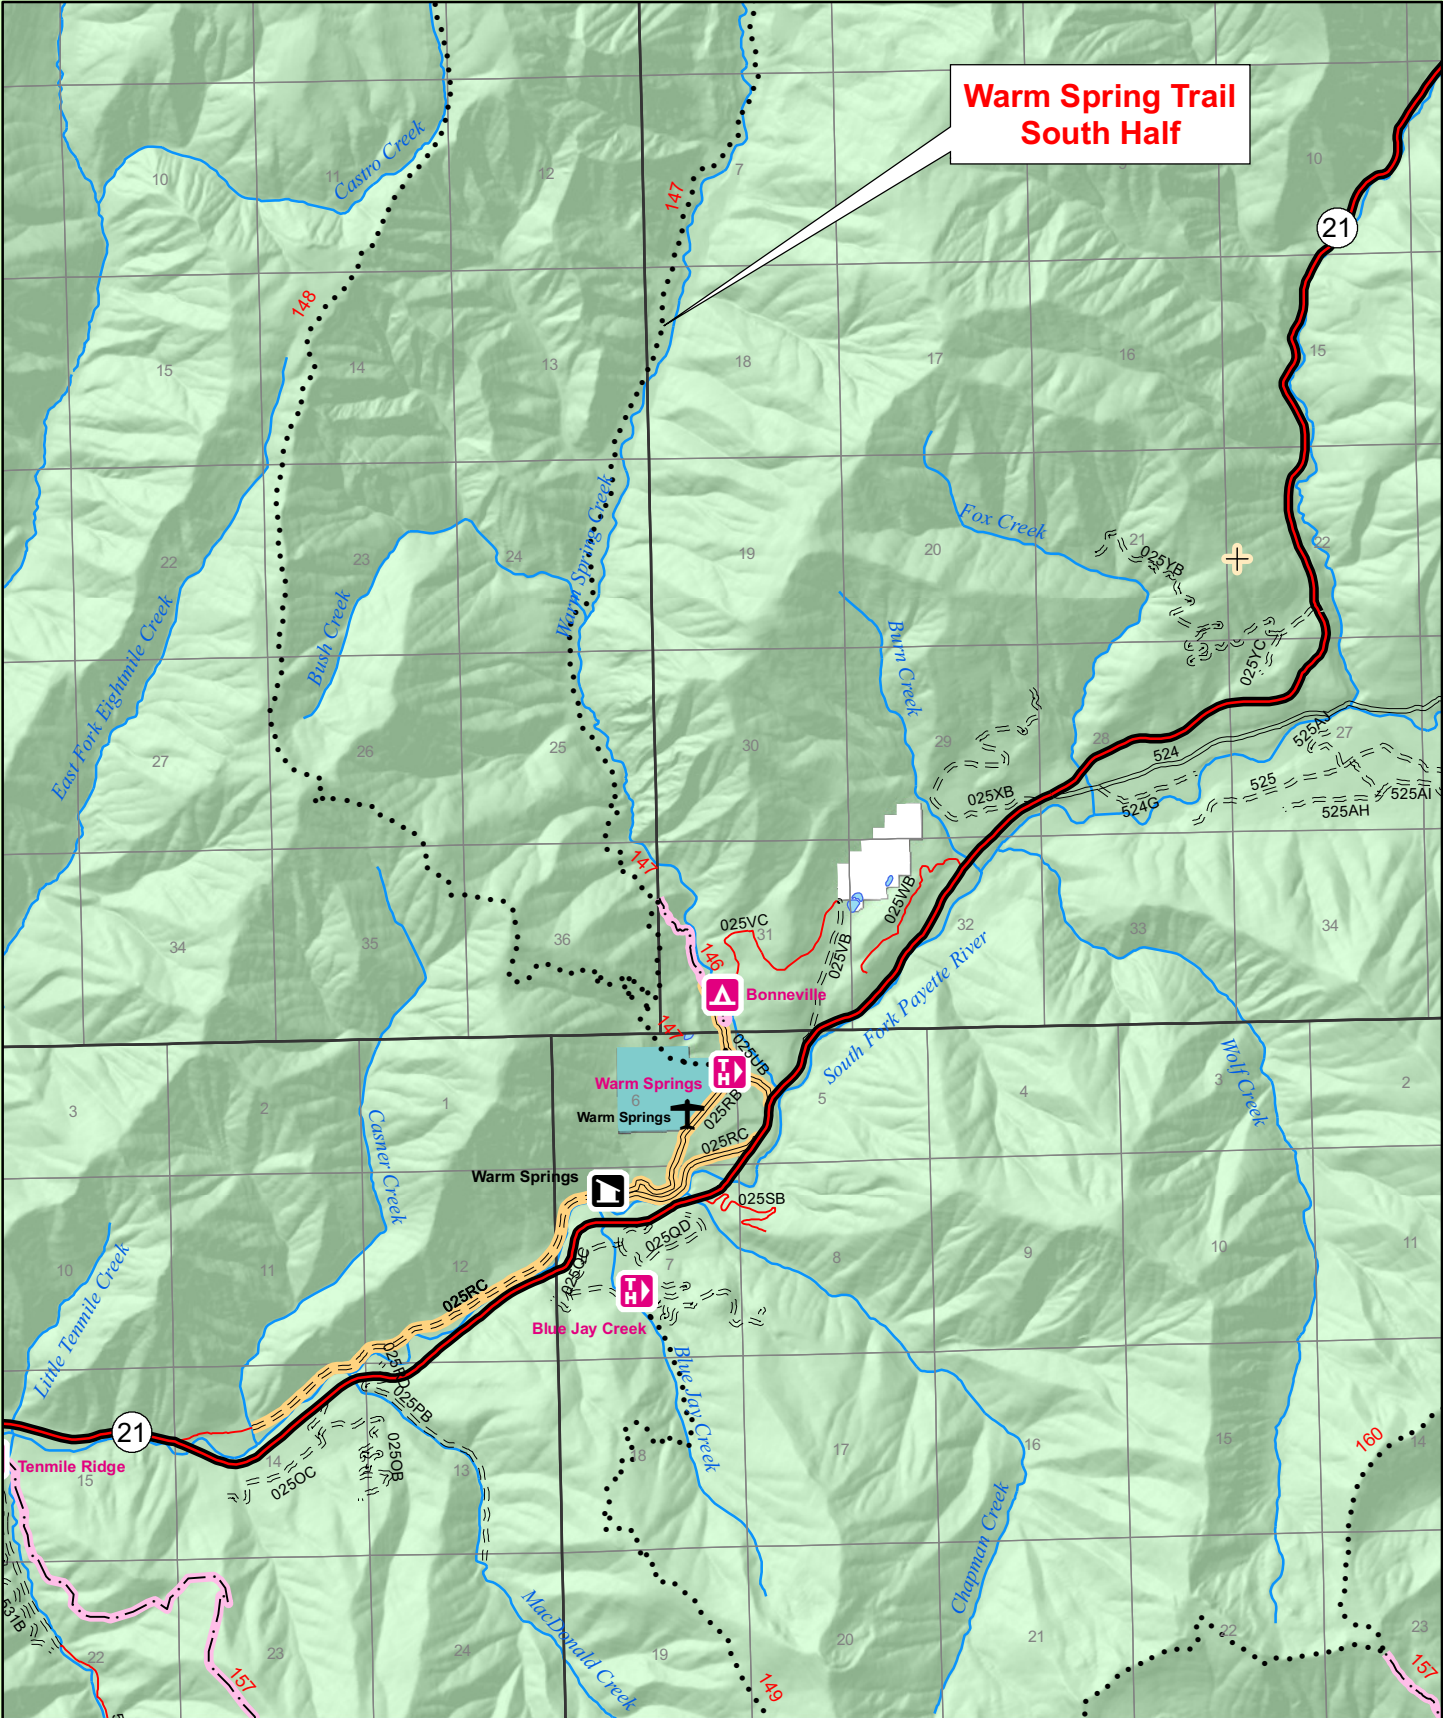 Warm Spring Trail
South Half
10
11
12
7
10
Castro Creek
147
21
148
15
14
13
18
17
16
15
Warm Spring Creek
Fox Creek
22
23
24
19
20
21
22
025YB
East Fork Eightmile Creek
Bush Creek
Burn Creek
025YC
27
26
25
30
29
28
27
524
525AJ
525
025XB
524G
525AH
525AI
147
025WB
34
35
36
31
32
33
34
025VC
025VB
146
Bonneville
South Fork Payette River
147
025UB
Wolf Creek
Warm Springs
3
2
1
6
5
4
3
2
Warm Springs
025RB
025RC
Casner Creek
Warm Springs
025SB
025QD
025QE
10
11
12
7
8
9
10
11
Little Tenmile Creek
025RC
Blue Jay Creek
Blue Jay Creek
025PB
21
Tenmile Ridge
15
14
13
18
17
16
15
14
025OC
025OB
160
Chapman Creek
MacDonald Creek
531B
22
23
24
19
20
21
22
23
157
149
157